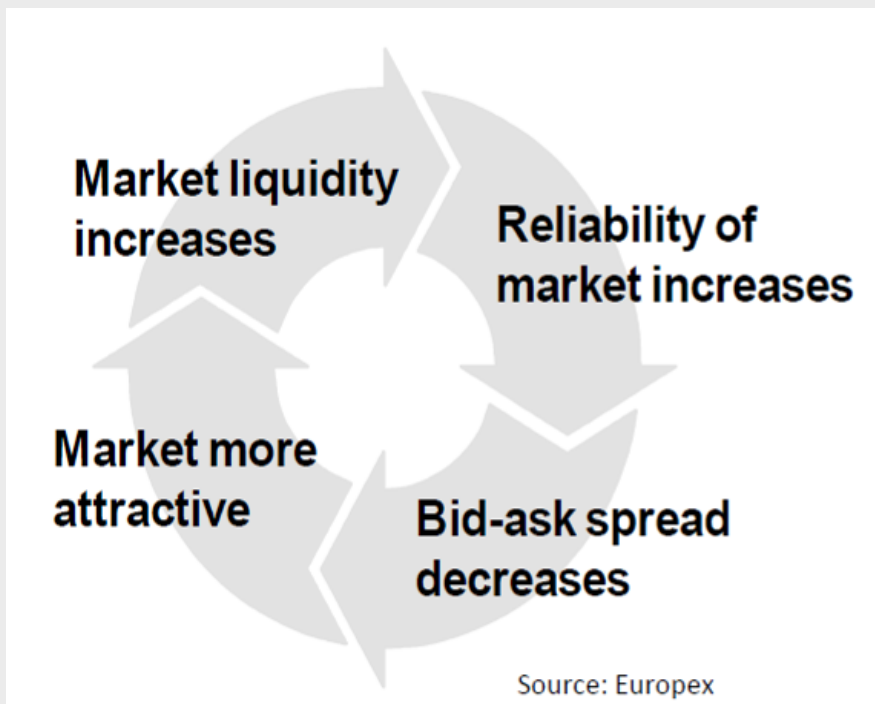 Market liquidity
increases
Reliability of
market increases
Market more
attractive
Bid-ask spread
decreases
Source: Europex